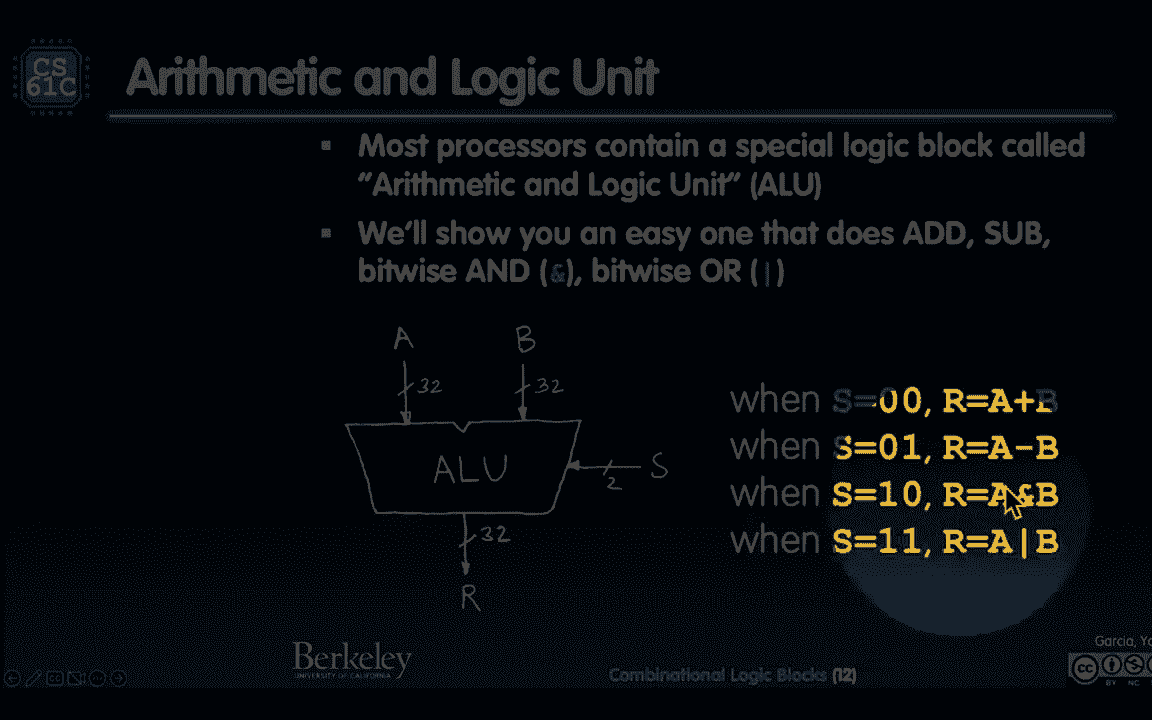 CS
61C
Arithmetic and Logic Unit
▪ Most processors contain a special logic block called
“Arithmetic and Logic Unit” (ALU)
▪ We’ll show you an easy one that does ADD, SUB,
bitwise AND (&), bitwise OR (|)
A B
32 32
ALU
S
2
32
R
when S=00, R=A+B
when S=01, R=A-B
when S=10, R=A&B
when S=11, R=A|B
Berkeley
UNIVERSITY OF CALIFORNIA
Combinational Logic Blocks (12)
Garcia,
CC
BY NC